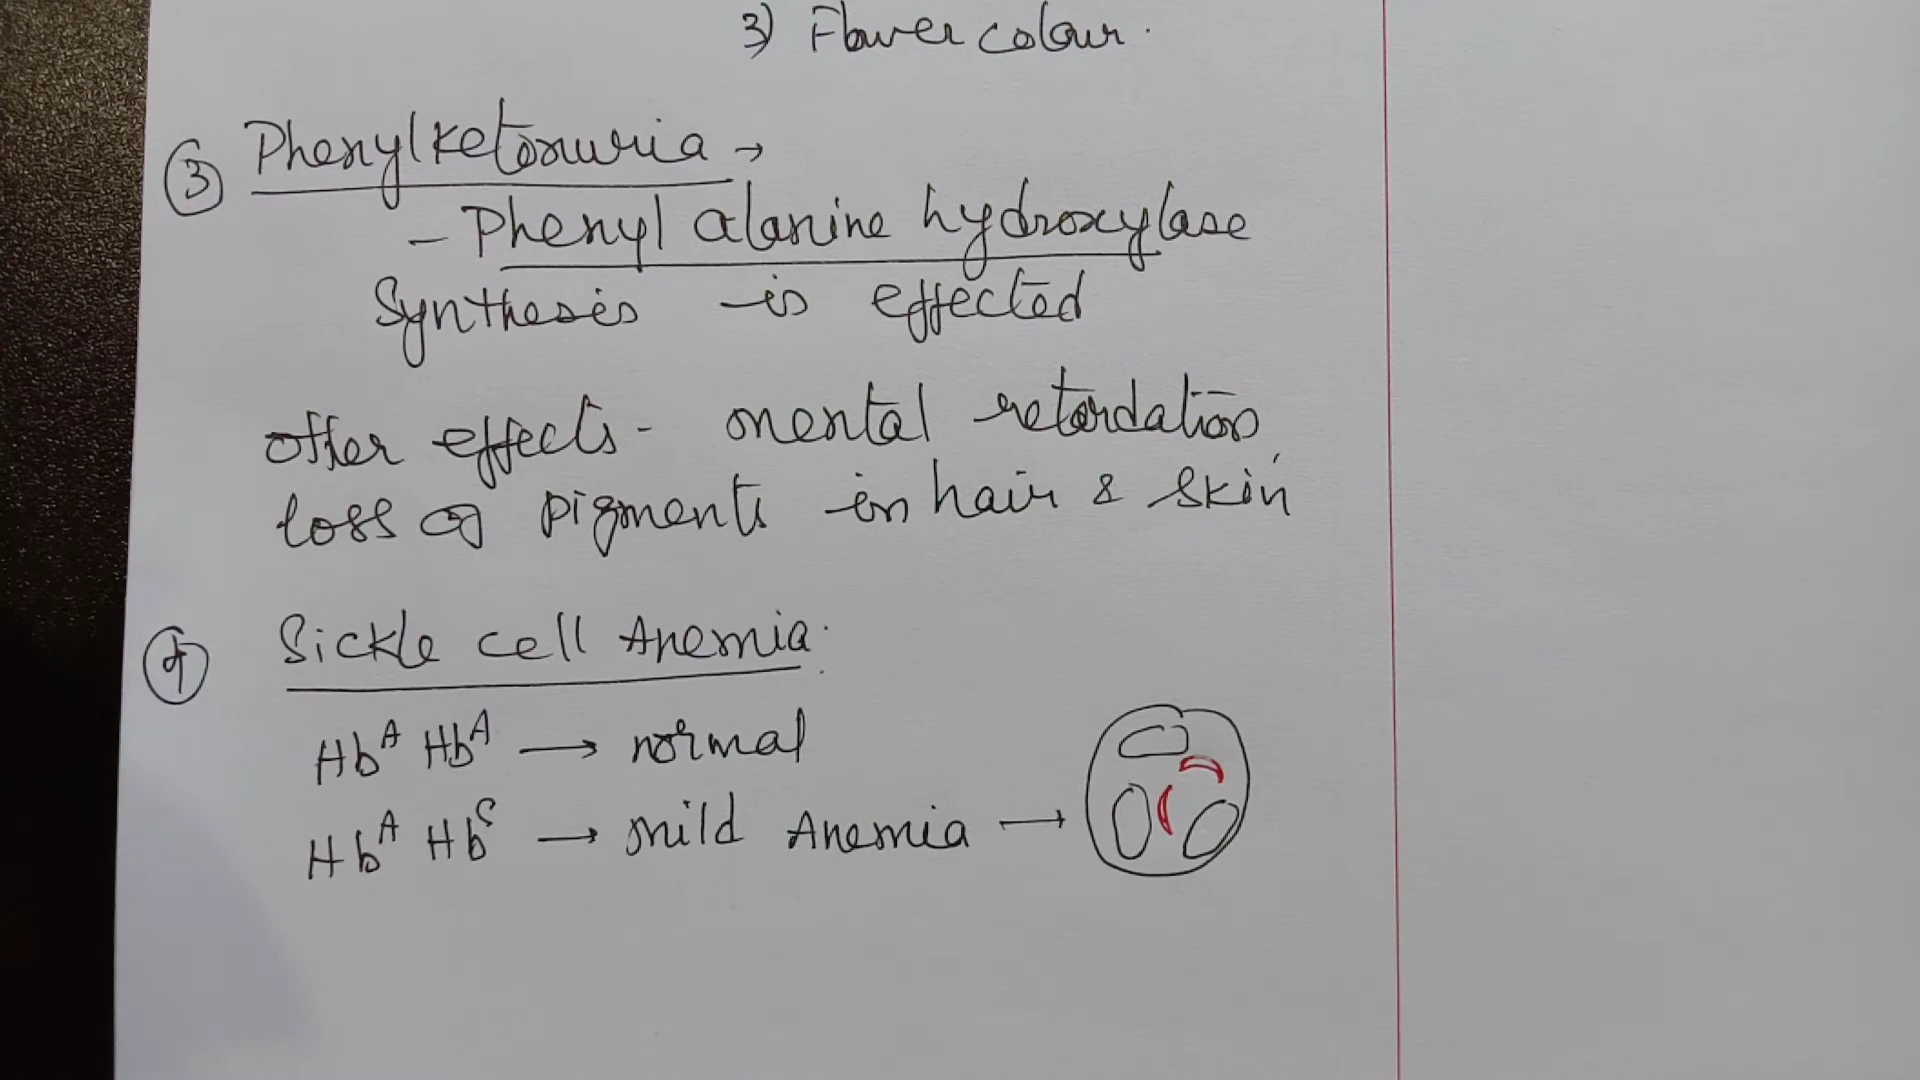 3) Flower colour.
③ Phenylketonuria →
- Phenyl alanine hydroxylase
Synthesis is effected
Other effects - mental retardation,
loss of pigments in hair & skin
④ Sickle cell Anemia.
Hb^A Hb^A → normal
Hb^A Hb^S → mild Anemia →